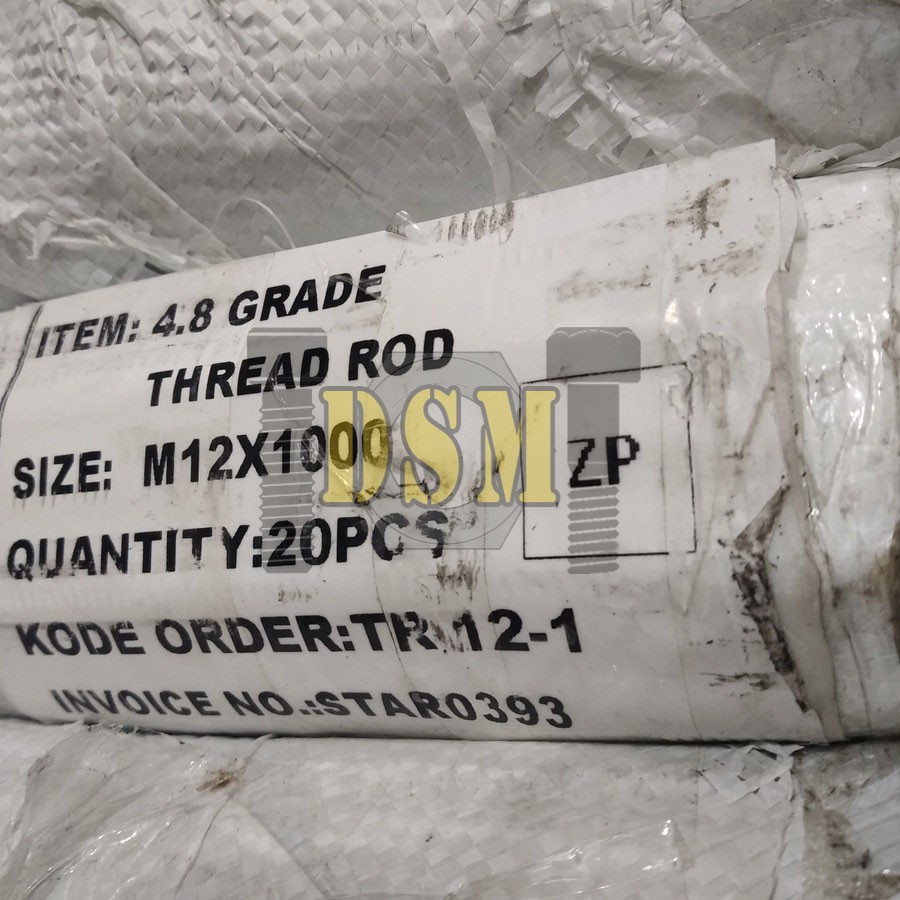 ITEM: 4.8 GRADE
THREAD ROD
SIZE: M12X1000
QUANTITY:20PCS
ZP
KODE ORDER:TR 12-1
INVOICE NO.:STAR0393
DSM